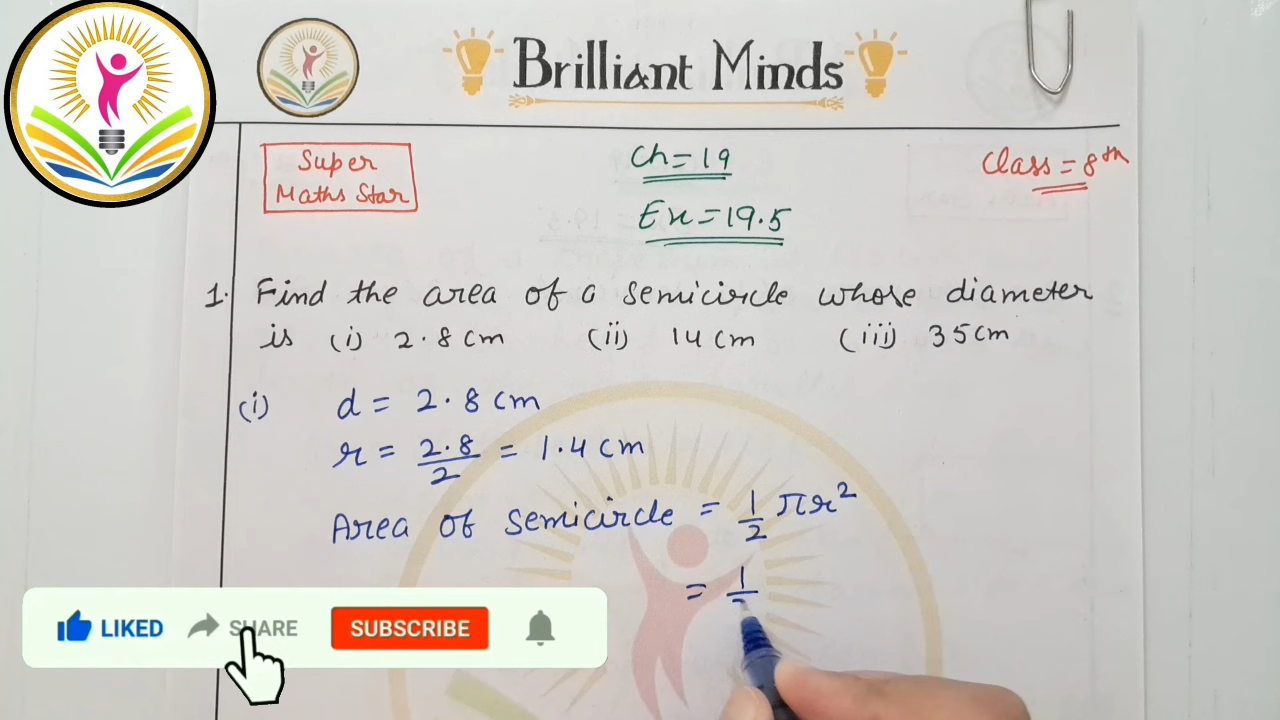 Brilliant Minds
Super
Maths Star
Ch = 19
Class = 8th
Ex = 19.5
1. Find the area of a semicircle whose diameter
is (i) 2.8 cm (ii) 14 cm (iii) 35 cm
(i) d = 2.8 cm
r = 2.8/2 = 1.4 cm
Area of semicircle = 1/2 πr²
= 1/
LIKED SHARE SUBSCRIBE